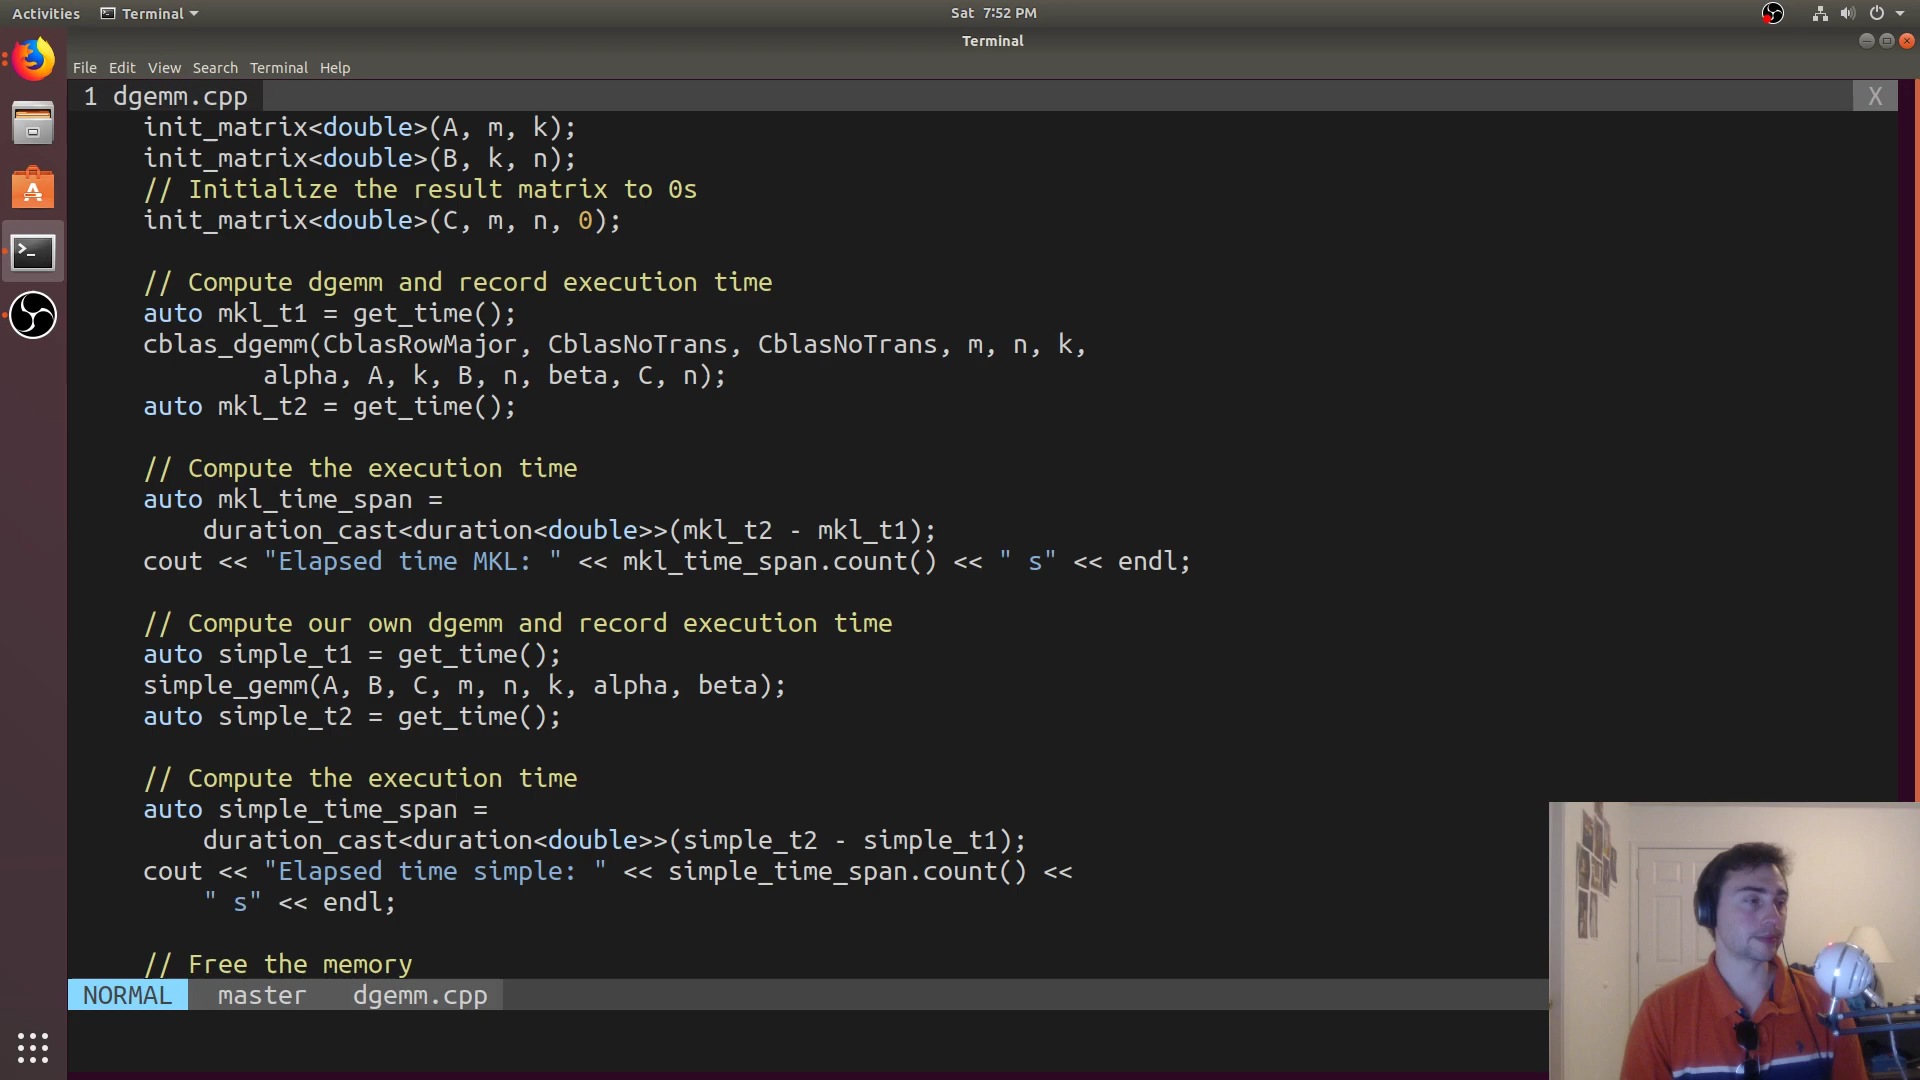 Activities Terminal Sat 7:52 PM
Terminal
File Edit View Search Terminal Help
1 dgemm.cpp X
init_matrix<double>(A, m, k);
init_matrix<double>(B, k, n);
// Initialize the result matrix to 0s
init_matrix<double>(C, m, n, 0);
// Compute dgemm and record execution time
auto mkl_t1 = get_time();
cblas_dgemm(CblasRowMajor, CblasNoTrans, CblasNoTrans, m, n, k,
alpha, A, k, B, n, beta, C, n);
auto mkl_t2 = get_time();
// Compute the execution time
auto mkl_time_span =
duration_cast<duration<double>>(mkl_t2 - mkl_t1);
cout << "Elapsed time MKL: " << mkl_time_span.count() << " s" << endl;
// Compute our own dgemm and record execution time
auto simple_t1 = get_time();
simple_gemm(A, B, C, m, n, k, alpha, beta);
auto simple_t2 = get_time();
// Compute the execution time
auto simple_time_span =
duration_cast<duration<double>>(simple_t2 - simple_t1);
cout << "Elapsed time simple: " << simple_time_span.count() <<
" s" << endl;
// Free the memory
NORMAL master dgemm.cpp